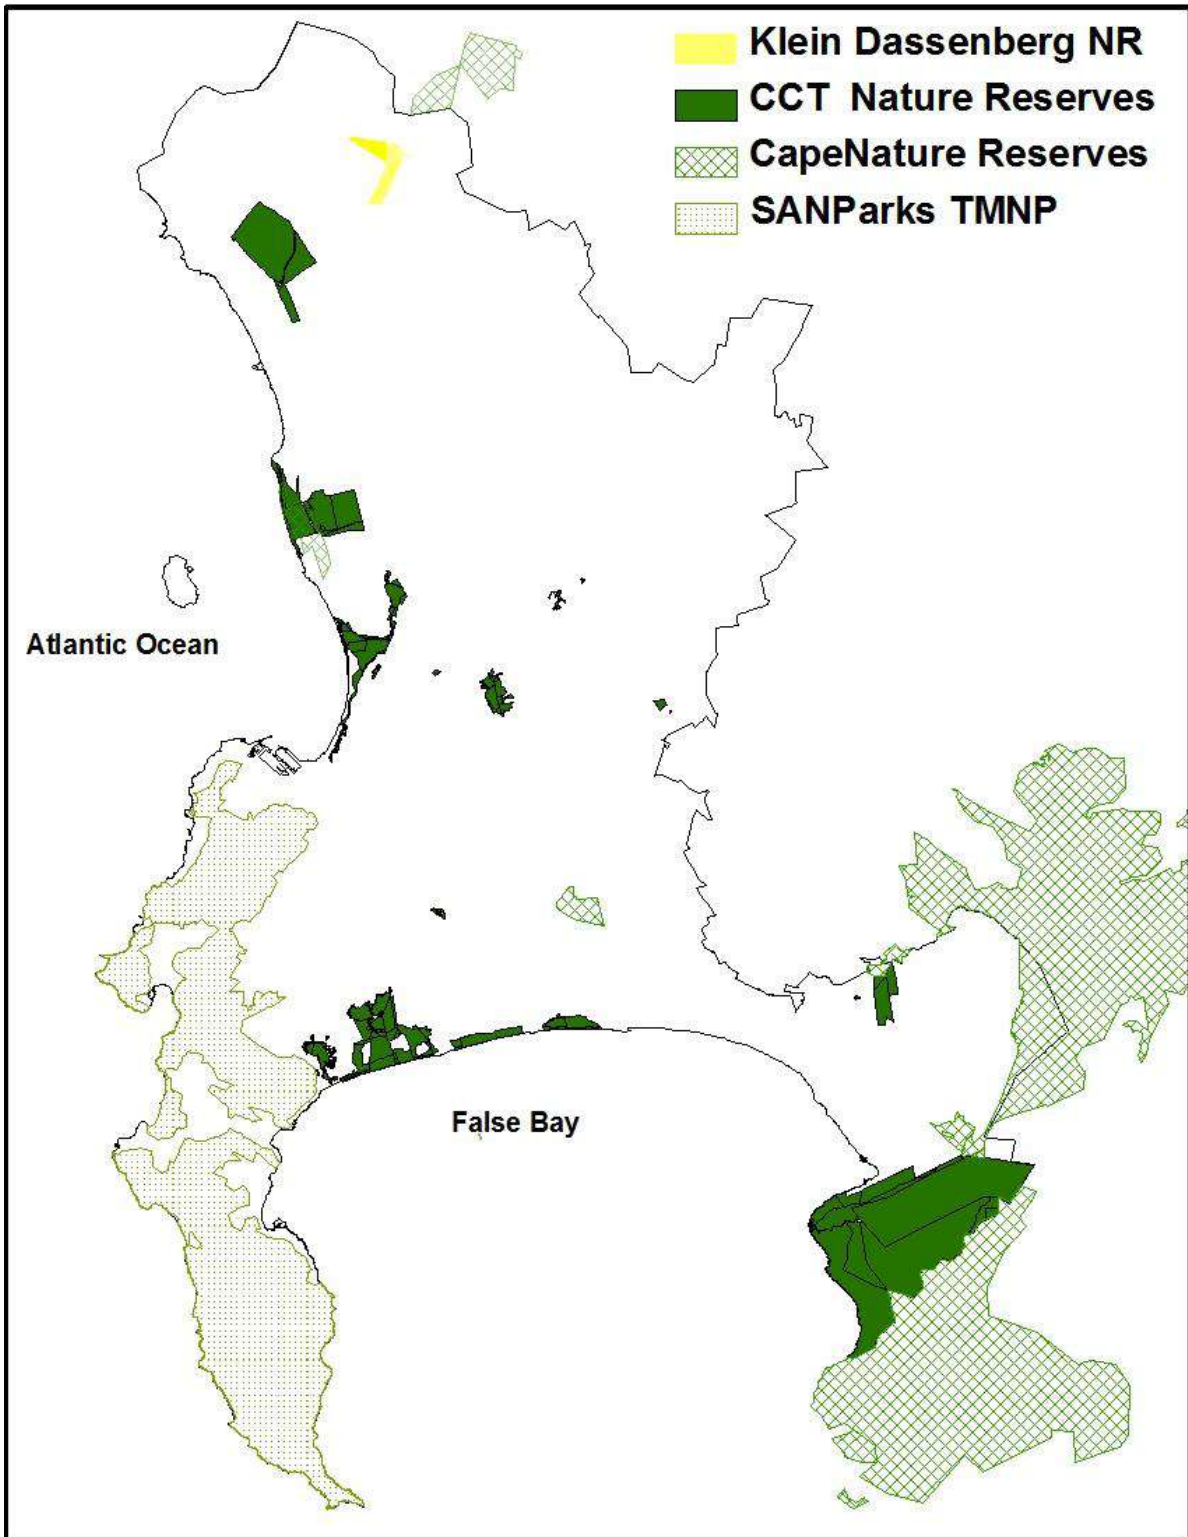 Klein Dassenberg NR
CCT Nature Reserves
CapeNature Reserves
SANParks TMNP
Atlantic Ocean
False Bay